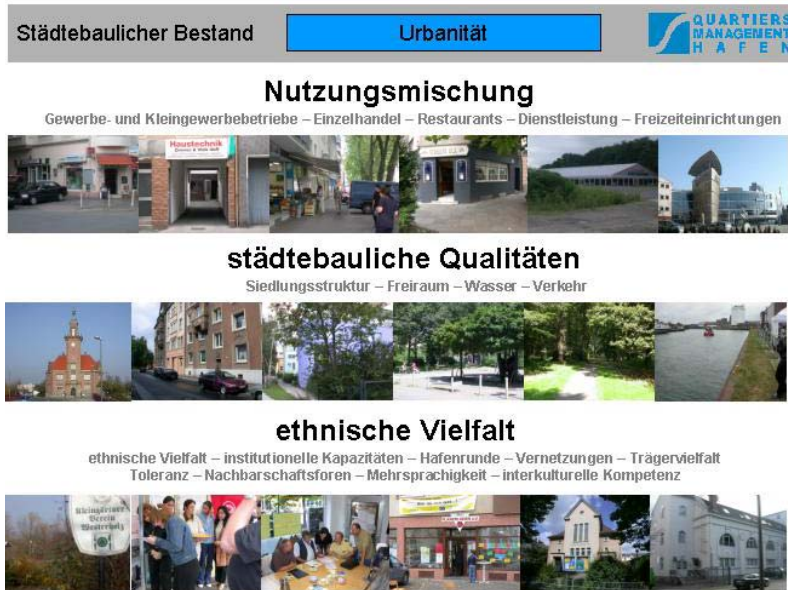 Städtebaulicher Bestand
Urbanität
QUARTIERS
MANAGEMENT
HAFEN
Nutzungsmischung
Gewerbe- und Kleingewerbebetriebe – Einzelhandel – Restaurants – Dienstleistung – Freizeiteinrichtungen
Haustechnik
städtebauliche Qualitäten
Siedlungsstruktur – Freiraum – Wasser – Verkehr
ethnische Vielfalt
ethnische Vielfalt – institutionelle Kapazitäten – Hafenrunde – Vernetzungen – Trägervielfalt
Toleranz – Nachbarschaftsforen – Mehrsprachigkeit – interkulturelle Kompetenz
Kleingärtner
Verein
Westerholz